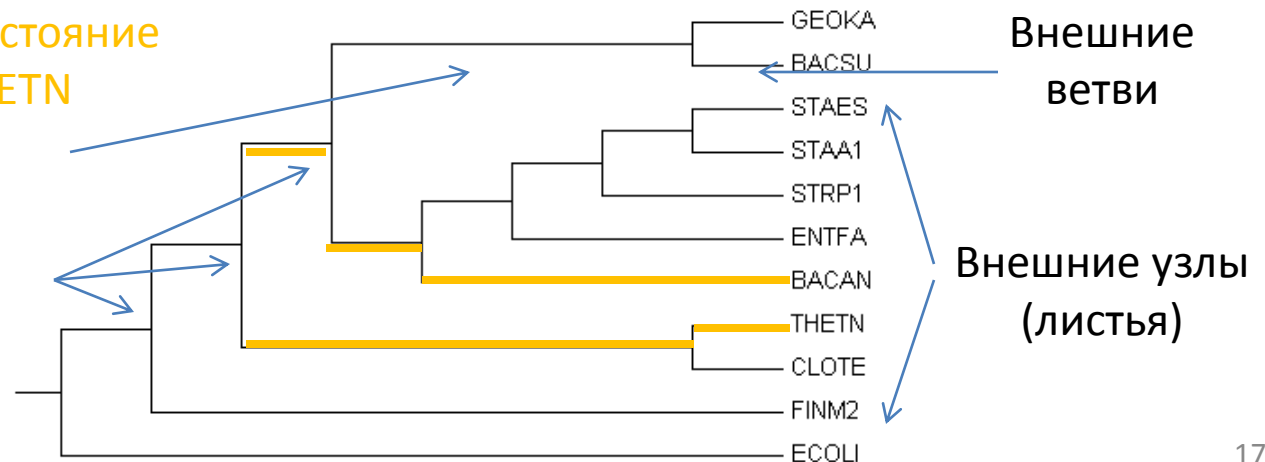 стояние
ETN
GEOKA
BACSU
STAES
STAA1
STRP1
ENTFA
BACAN
THETN
CLOTE
FINM2
ECOLI
Внешние
ветви
Внешние узлы
(листья)
17